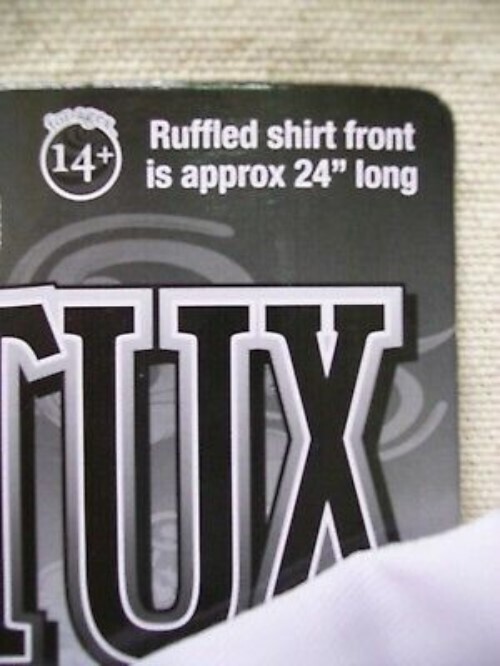 for ages
14+
Ruffled shirt front
is approx 24” long
TUX